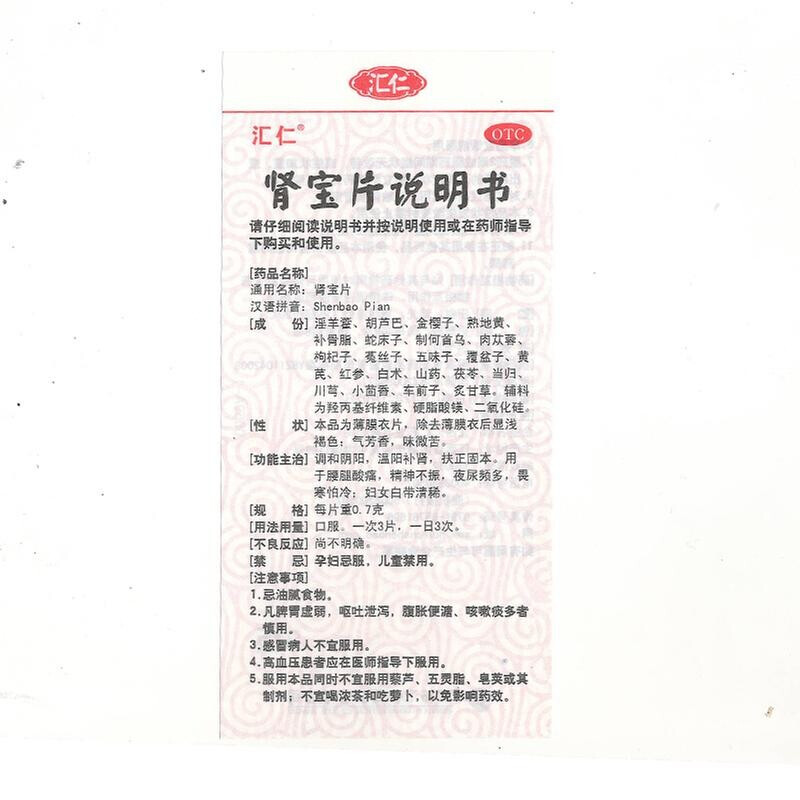 汇仁
汇仁®
OTC
肾宝片说明书
请仔细阅读说明书并按说明使用或在药师指导
下购买和使用。
[药品名称]
通用名称：肾宝片
汉语拼音：Shenbao Pian
[成　份] 淫羊藿、胡芦巴、金樱子、熟地黄、
补骨脂、蛇床子、制何首乌、肉苁蓉、
枸杞子、菟丝子、五味子、覆盆子、黄
芪、红参、白术、山药、茯苓、当归、
川芎、小茴香、车前子、炙甘草。辅料
为羟丙基纤维素、硬脂酸镁、二氧化硅。
[性　状] 本品为薄膜衣片，除去薄膜衣后显浅
褐色；气芳香，味微苦。
[功能主治] 调和阴阳，温阳补肾，扶正固本。用
于腰腿酸痛，精神不振，夜尿频多，畏
寒怕冷；妇女白带清稀。
[规　格] 每片重0.7克
[用法用量] 口服。一次3片，一日3次。
[不良反应] 尚不明确。
[禁　忌] 孕妇忌服，儿童禁用。
[注意事项]
1.忌油腻食物。
2.凡脾胃虚弱，呕吐泄泻，腹胀便溏、咳嗽痰多者
慎用。
3.感冒病人不宜服用。
4.高血压患者应在医师指导下服用。
5.服用本品同时不宜服用藜芦、五灵脂、皂荚或其
制剂；不宜喝浓茶和吃萝卜，以免影响药效。